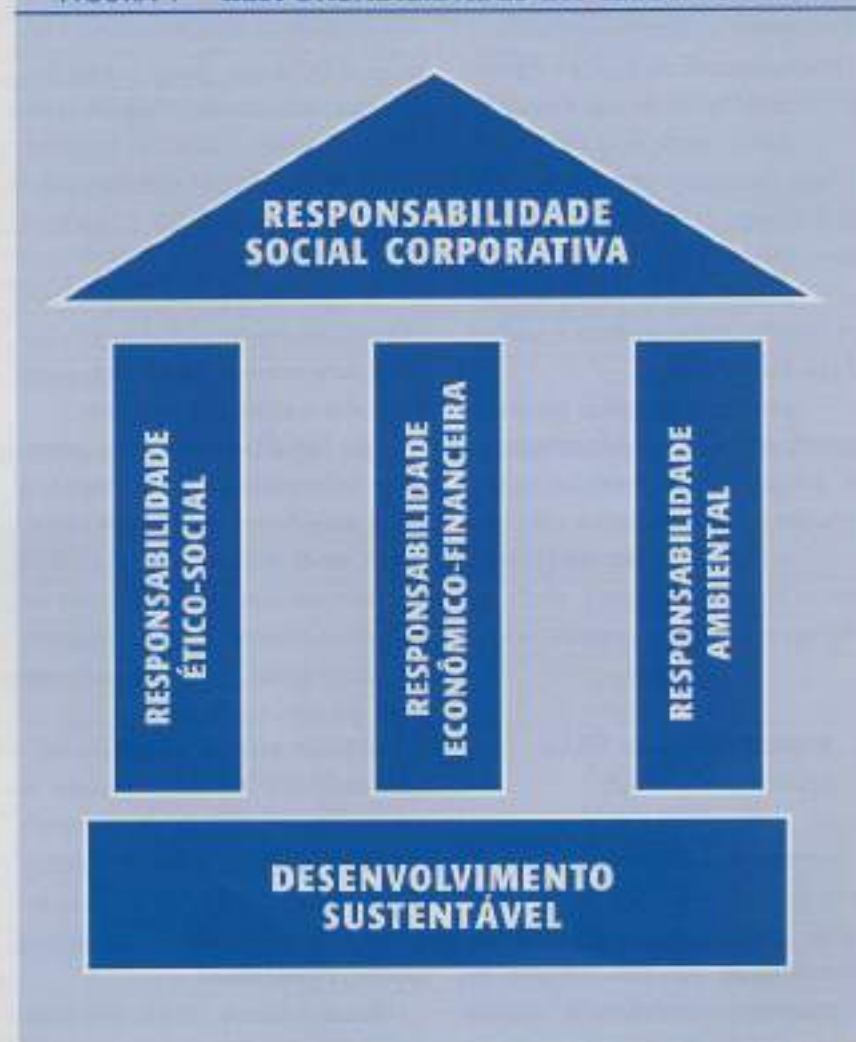 RESPONSABILIDADE
SOCIAL CORPORATIVA
RESPONSABILIDADE
ÉTICO-SOCIAL
RESPONSABILIDADE
ECONÔMICO-FINANCEIRA
RESPONSABILIDADE
AMBIENTAL
DESENVOLVIMENTO
SUSTENTÁVEL